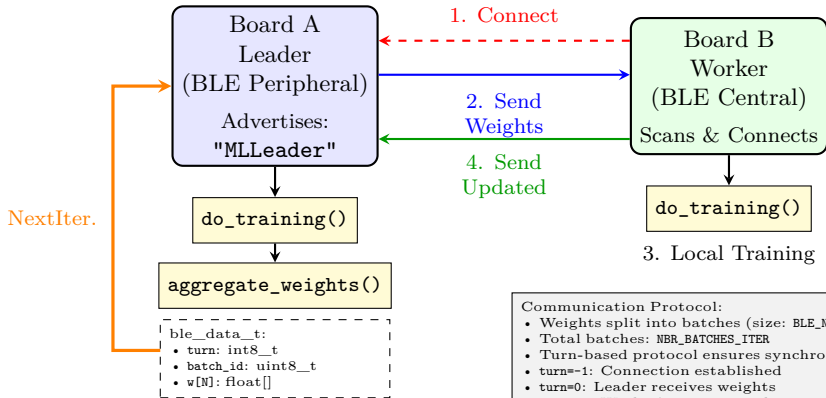 Board A
Leader
(BLE Peripheral)
Advertises:
"MLLeader"
1. Connect
2. Send
Weights
4. Send
Updated
Board B
Worker
(BLE Central)
Scans & Connects
do_training()
aggregate_weights()
do_training()
3. Local Training
NextIter.
ble_data_t:
• turn: int8_t
• batch_id: uint8_t
• w[N]: float[]
Communication Protocol:
• Weights split into batches (size:
• Total batches: NBR_BATCHES_ITER
• Turn-based protocol ensures
• turn=-1: Connection established
• turn=0: Leader receives weights